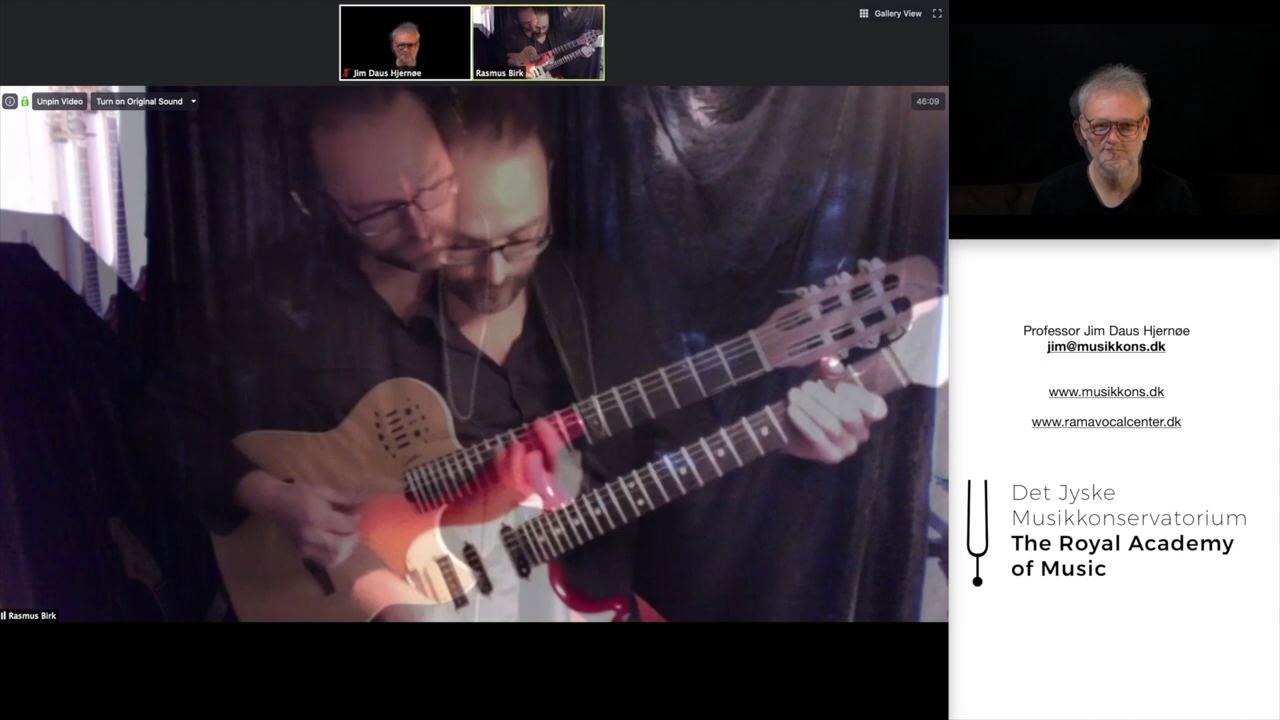 Gallery View
Jim Daus Hjernøe
Rasmus Birk
Unpin Video
Turn on Original Sound
46:09
Rasmus Birk
Professor Jim Daus Hjernøe
jim@musikkons.dk
www.musikkons.dk
www.ramavocalcenter.dk
Det Jyske
Musikkonservatorium
The Royal Academy
of Music